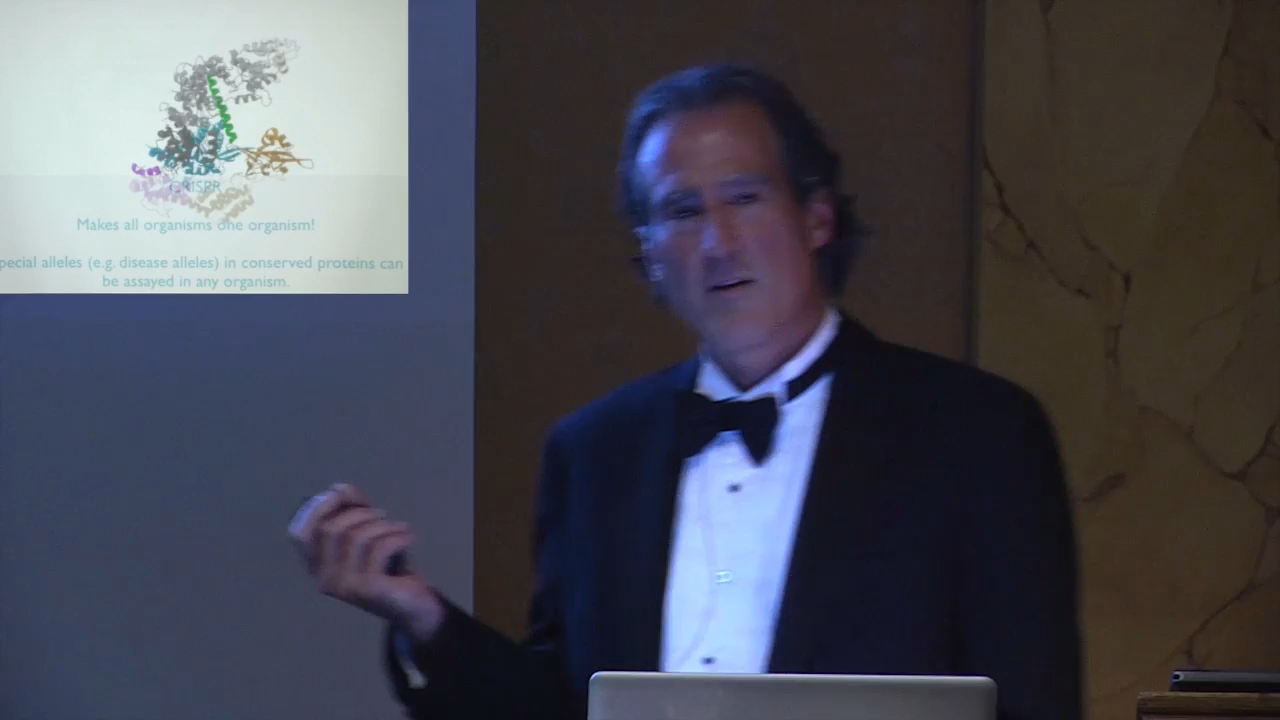 CRISPR
Makes all organisms one organism!
pecial alleles (e.g. disease alleles) in conserved proteins can
be assayed in any organism.